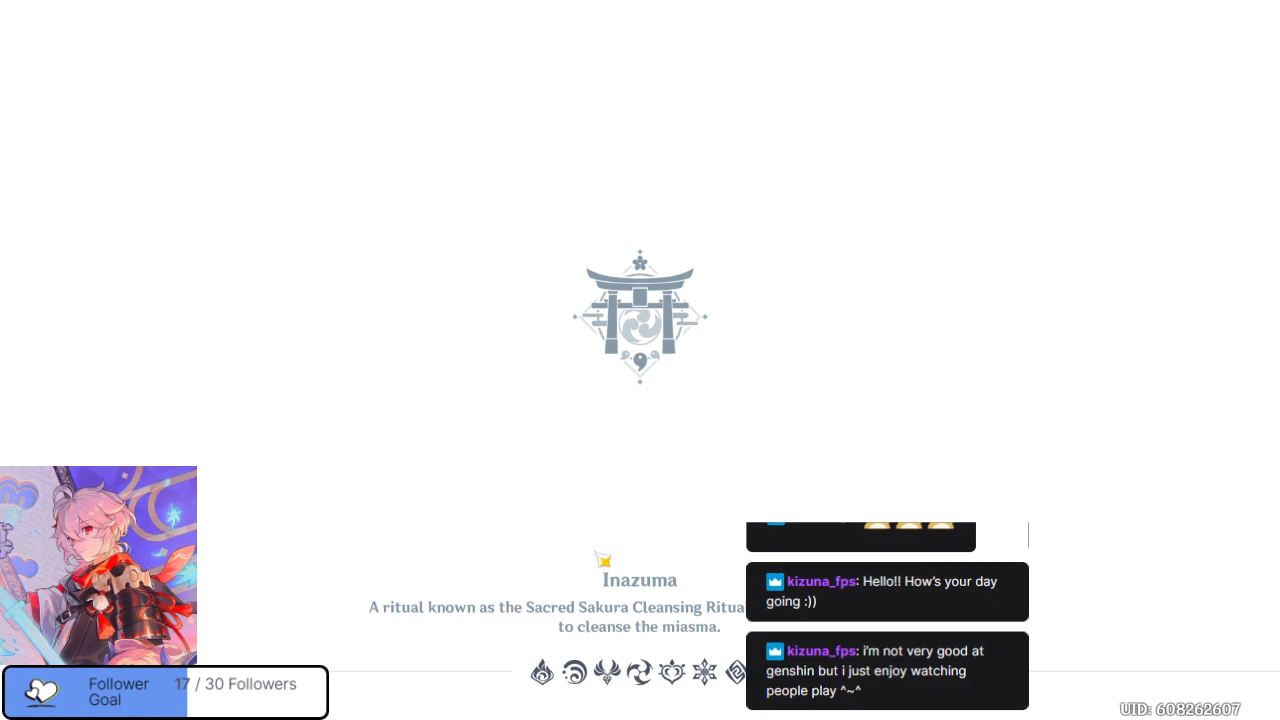 Inazuma
A ritual known as the Sacred Sakura Cleansing Ritual
to cleanse the miasma.
kizuna_fps: Hello!! How's your day
going :))
kizuna_fps: i'm not very good at
genshin but i just enjoy watching
people play ^~^
Follower
Goal
17 / 30 Followers
UID: 608262607